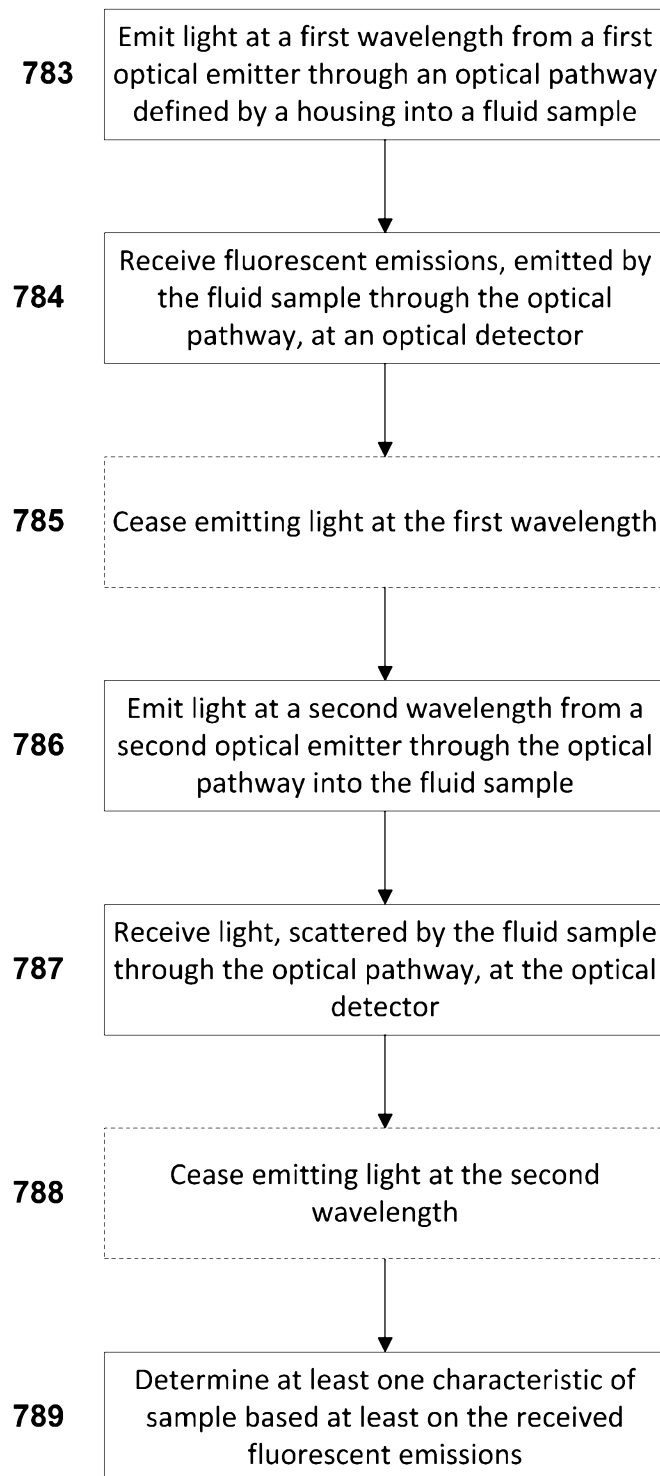 783
Emit light at a first wavelength from a first
optical emitter through an optical pathway
defined by a housing into a fluid sample
784
Receive fluorescent emissions, emitted by
the fluid sample through the optical
pathway, at an optical detector
785
Cease emitting light at the first wavelength
786
Emit light at a second wavelength from a
second optical emitter through the optical
pathway into the fluid sample
787
Receive light, scattered by the fluid sample
through the optical pathway, at the optical
detector
788
Cease emitting light at the second
wavelength
789
Determine at least one characteristic of
sample based at least on the received
fluorescent emissions